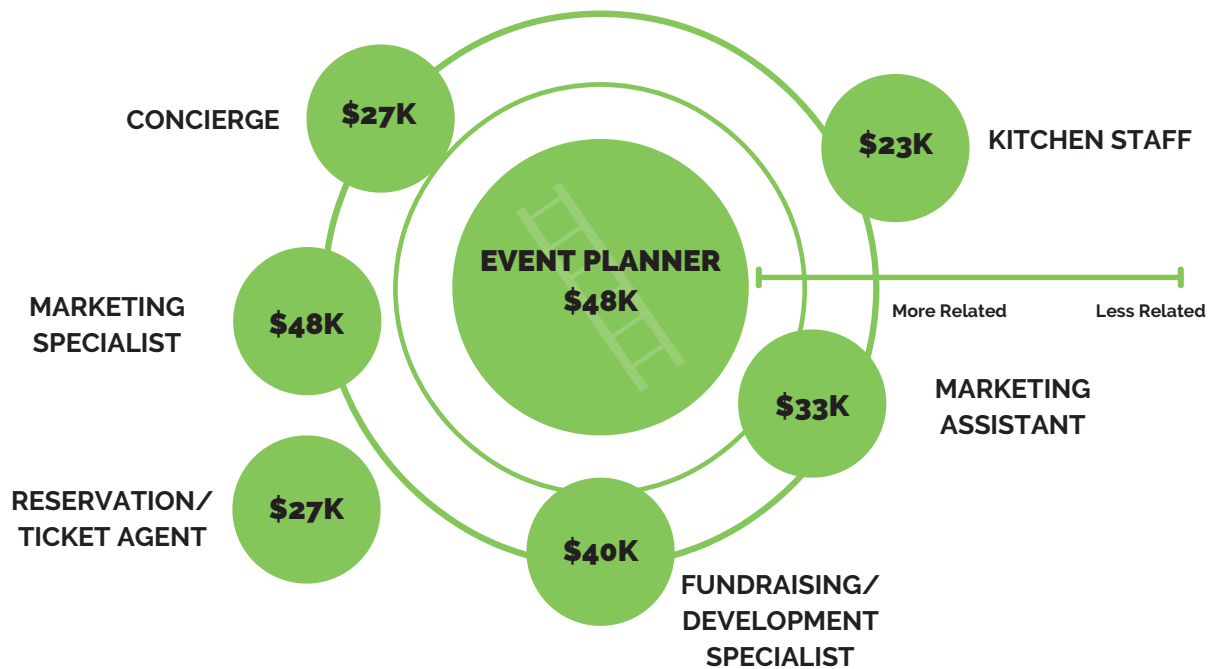 CONCIERGE
$27K
$23K
KITCHEN STAFF
EVENT PLANNER
$48K
More Related
Less Related
MARKETING
SPECIALIST
$48K
$33K
MARKETING
ASSISTANT
RESERVATION/
TICKET AGENT
$27K
$40K
FUNDRAISING/
DEVELOPMENT
SPECIALIST